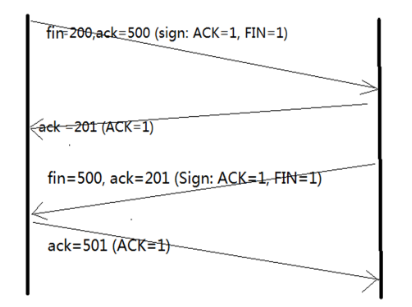 fin=200,ack=500 (sign: ACK=1, FIN=1)
ack =201 (ACK=1)
fin=500, ack=201 (Sign: ACK=1, FIN=1)
ack=501 (ACK=1)